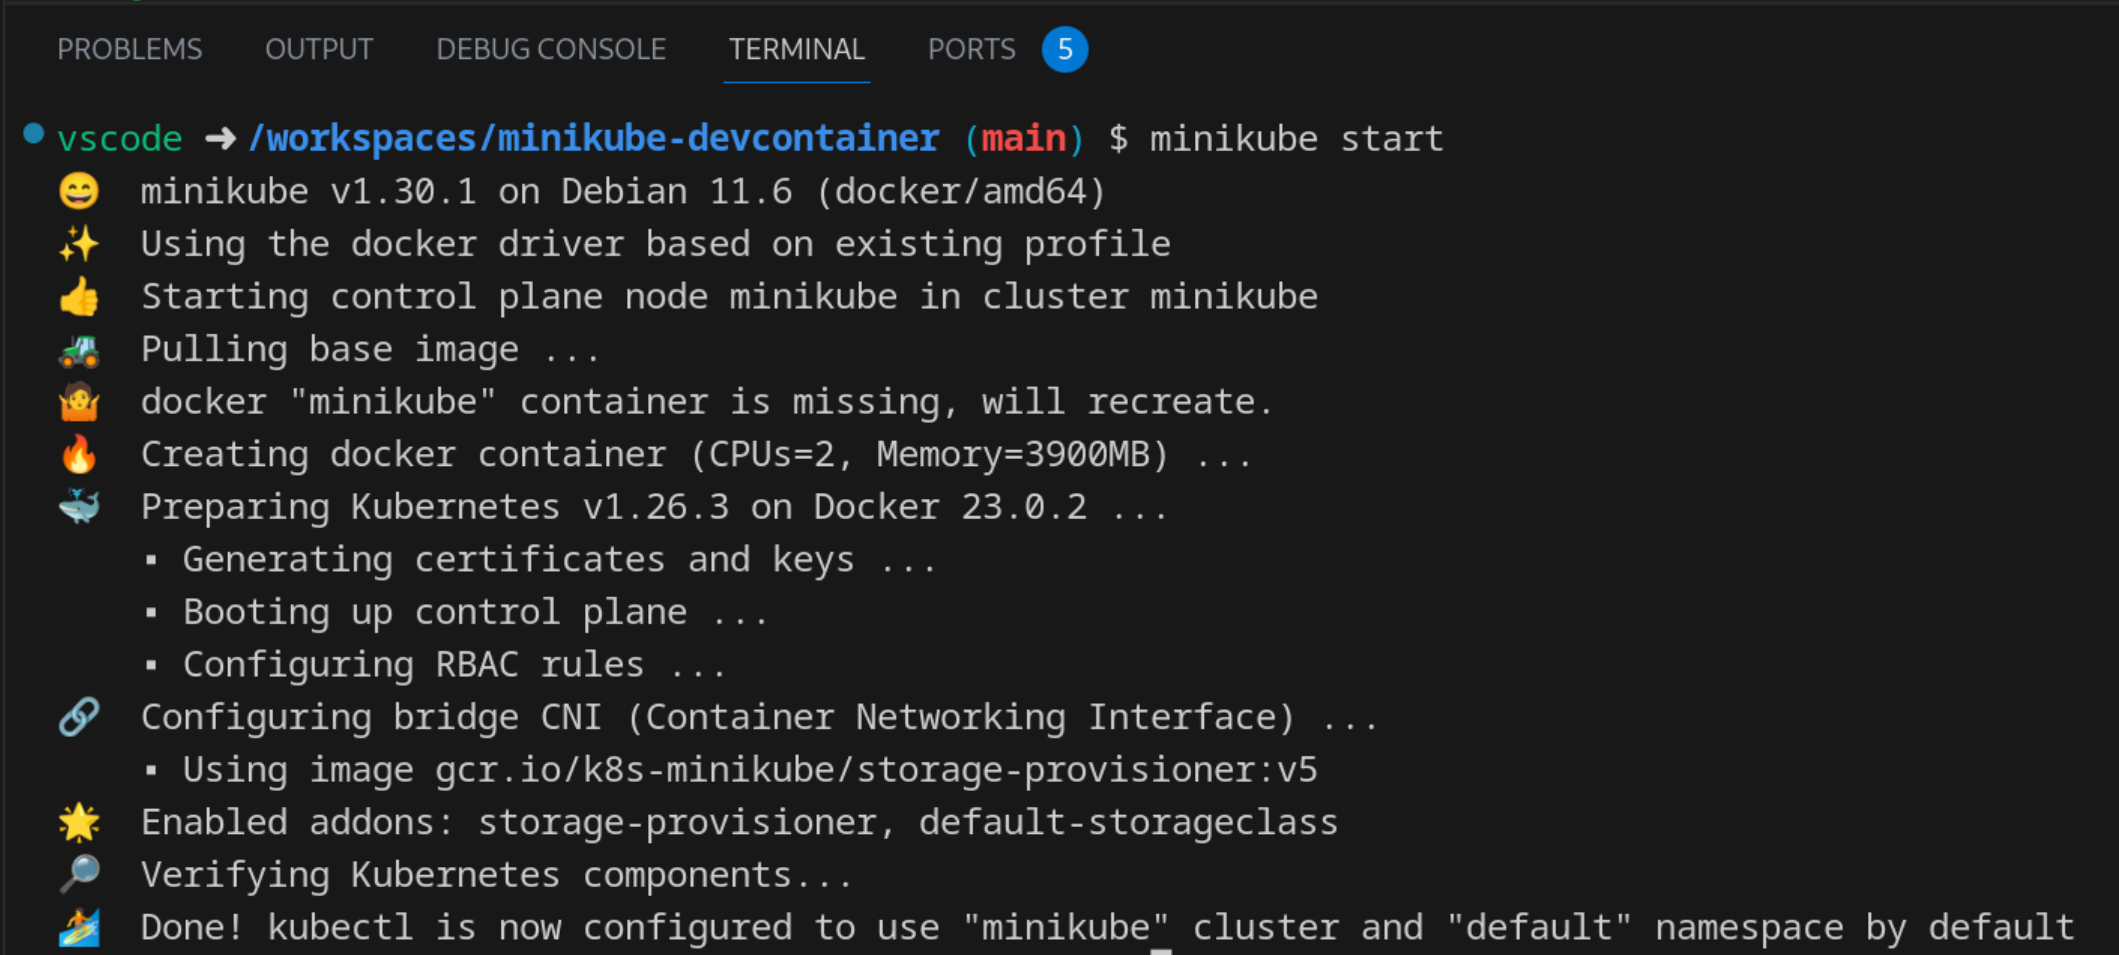 PROBLEMS OUTPUT DEBUG CONSOLE TERMINAL PORTS 5
vscode ➜ /workspaces/minikube-devcontainer (main) $ minikube start
😄 minikube v1.30.1 on Debian 11.6 (docker/amd64)
✨ Using the docker driver based on existing profile
👍 Starting control plane node minikube in cluster minikube
🚜 Pulling base image ...
🤷 docker "minikube" container is missing, will recreate.
🔥 Creating docker container (CPUs=2, Memory=3900MB) ...
🐳 Preparing Kubernetes v1.26.3 on Docker 23.0.2 ...
▪ Generating certificates and keys ...
▪ Booting up control plane ...
▪ Configuring RBAC rules ...
🔗 Configuring bridge CNI (Container Networking Interface) ...
▪ Using image gcr.io/k8s-minikube/storage-provisioner:v5
🌟 Enabled addons: storage-provisioner, default-storageclass
🔎 Verifying Kubernetes components...
🏄 Done! kubectl is now configured to use "minikube" cluster and "default" namespace by default